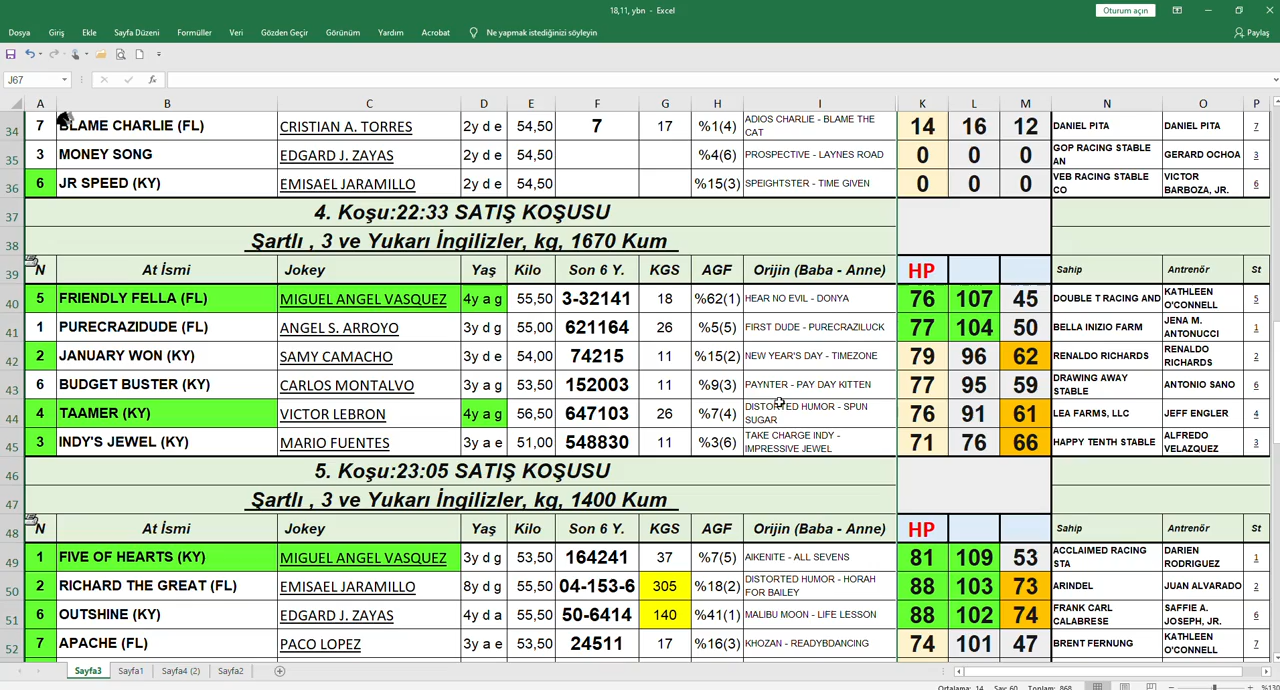 18,11, ybn - Excel
Oturum açın
Dosya Giriş Ekle Sayfa Düzeni Formüller Veri Gözden Geçir Görünüm Yardım Acrobat Ne yapmak istediğinizi söyleyin Paylaş
J67 fx
A B C D E F G H I K L M N O P
34 7 BLAME CHARLIE (FL) CRISTIAN A. TORRES 2y d e 54,50 7 17 %1(4) ADIOS CHARLIE - BLAME THE CAT 14 16 12 DANIEL PITA DANIEL PITA 7
35 3 MONEY SONG EDGARD J. ZAYAS 2y d e 54,50 %4(6) PROSPECTIVE - LAYNES ROAD 0 0 0 GOP RACING STABLE AN GERARD OCHOA 3
36 6 JR SPEED (KY) EMISAEL JARAMILLO 2y d e 54,50 %15(3) SPEIGHTSTER - TIME GIVEN 0 0 0 VEB RACING STABLE CO VICTOR BARBOZA, JR. 6
37 4. Koşu:22:33 SATIŞ KOŞUSU
38 Şartlı , 3 ve Yukarı İngilizler, kg, 1670 Kum
39 N At İsmi Jokey Yaş Kilo Son 6 Y. KGS AGF Orijin (Baba - Anne) HP Sahip Antrenör St
40 5 FRIENDLY FELLA (FL) MIGUEL ANGEL VASQUEZ 4y a g 55,50 3-32141 18 %62(1) HEAR NO EVIL - DONYA 76 107 45 DOUBLE T RACING AND KATHLEEN O'CONNELL 5
41 1 PURECRAZIDUDE (FL) ANGEL S. ARROYO 3y d g 55,00 621164 26 %5(5) FIRST DUDE - PURECRAZILUCK 77 104 50 BELLA INIZIO FARM JENA M. ANTONUCCI 1
42 2 JANUARY WON (KY) SAMY CAMACHO 3y d e 54,00 74215 11 %15(2) NEW YEAR'S DAY - TIMEZONE 79 96 62 RENALDO RICHARDS RENALDO RICHARDS 2
43 6 BUDGET BUSTER (KY) CARLOS MONTALVO 3y a g 53,50 152003 11 %9(3) PAYNTER - PAY DAY KITTEN 77 95 59 DRAWING AWAY STABLE ANTONIO SANO 6
44 4 TAAMER (KY) VICTOR LEBRON 4y a g 56,50 647103 26 %7(4) DISTORTED HUMOR - SPUN SUGAR 76 91 61 LEA FARMS, LLC JEFF ENGLER 4
45 3 INDY'S JEWEL (KY) MARIO FUENTES 3y a e 51,00 548830 11 %3(6) TAKE CHARGE INDY - IMPRESSIVE JEWEL 71 76 66 HAPPY TENTH STABLE ALFREDO VELAZQUEZ 3
46 5. Koşu:23:05 SATIŞ KOŞUSU
47 Şartlı , 3 ve Yukarı İngilizler, kg, 1400 Kum
48 N At İsmi Jokey Yaş Kilo Son 6 Y. KGS AGF Orijin (Baba - Anne) HP Sahip Antrenör St
49 1 FIVE OF HEARTS (KY) MIGUEL ANGEL VASQUEZ 3y d g 53,50 164241 37 %7(5) AIKENITE - ALL SEVENS 81 109 53 ACCLAIMED RACING STA DARIEN RODRIGUEZ 1
50 2 RICHARD THE GREAT (FL) EMISAEL JARAMILLO 8y d g 55,50 04-153-6 305 %18(2) DISTORTED HUMOR - HORAH FOR BAILEY 88 103 73 ARINDEL JUAN ALVARADO 2
51 6 OUTSHINE (KY) EDGARD J. ZAYAS 4y d a 55,50 50-6414 140 %41(1) MALIBU MOON - LIFE LESSON 88 102 74 FRANK CARL CALABRESE SAFFIE A. JOSEPH, JR. 6
52 7 APACHE (FL) PACO LOPEZ 3y a e 53,50 24511 17 %16(3) KHOZAN - READYBDANCING 74 101 47 BRENT FERNUNG KATHLEEN O'CONNELL 7
Sayfa3 Sayfa1 Sayfa4 (2) Sayfa2
Ortalama: 14 Say: 60 Toplam: 868 %130